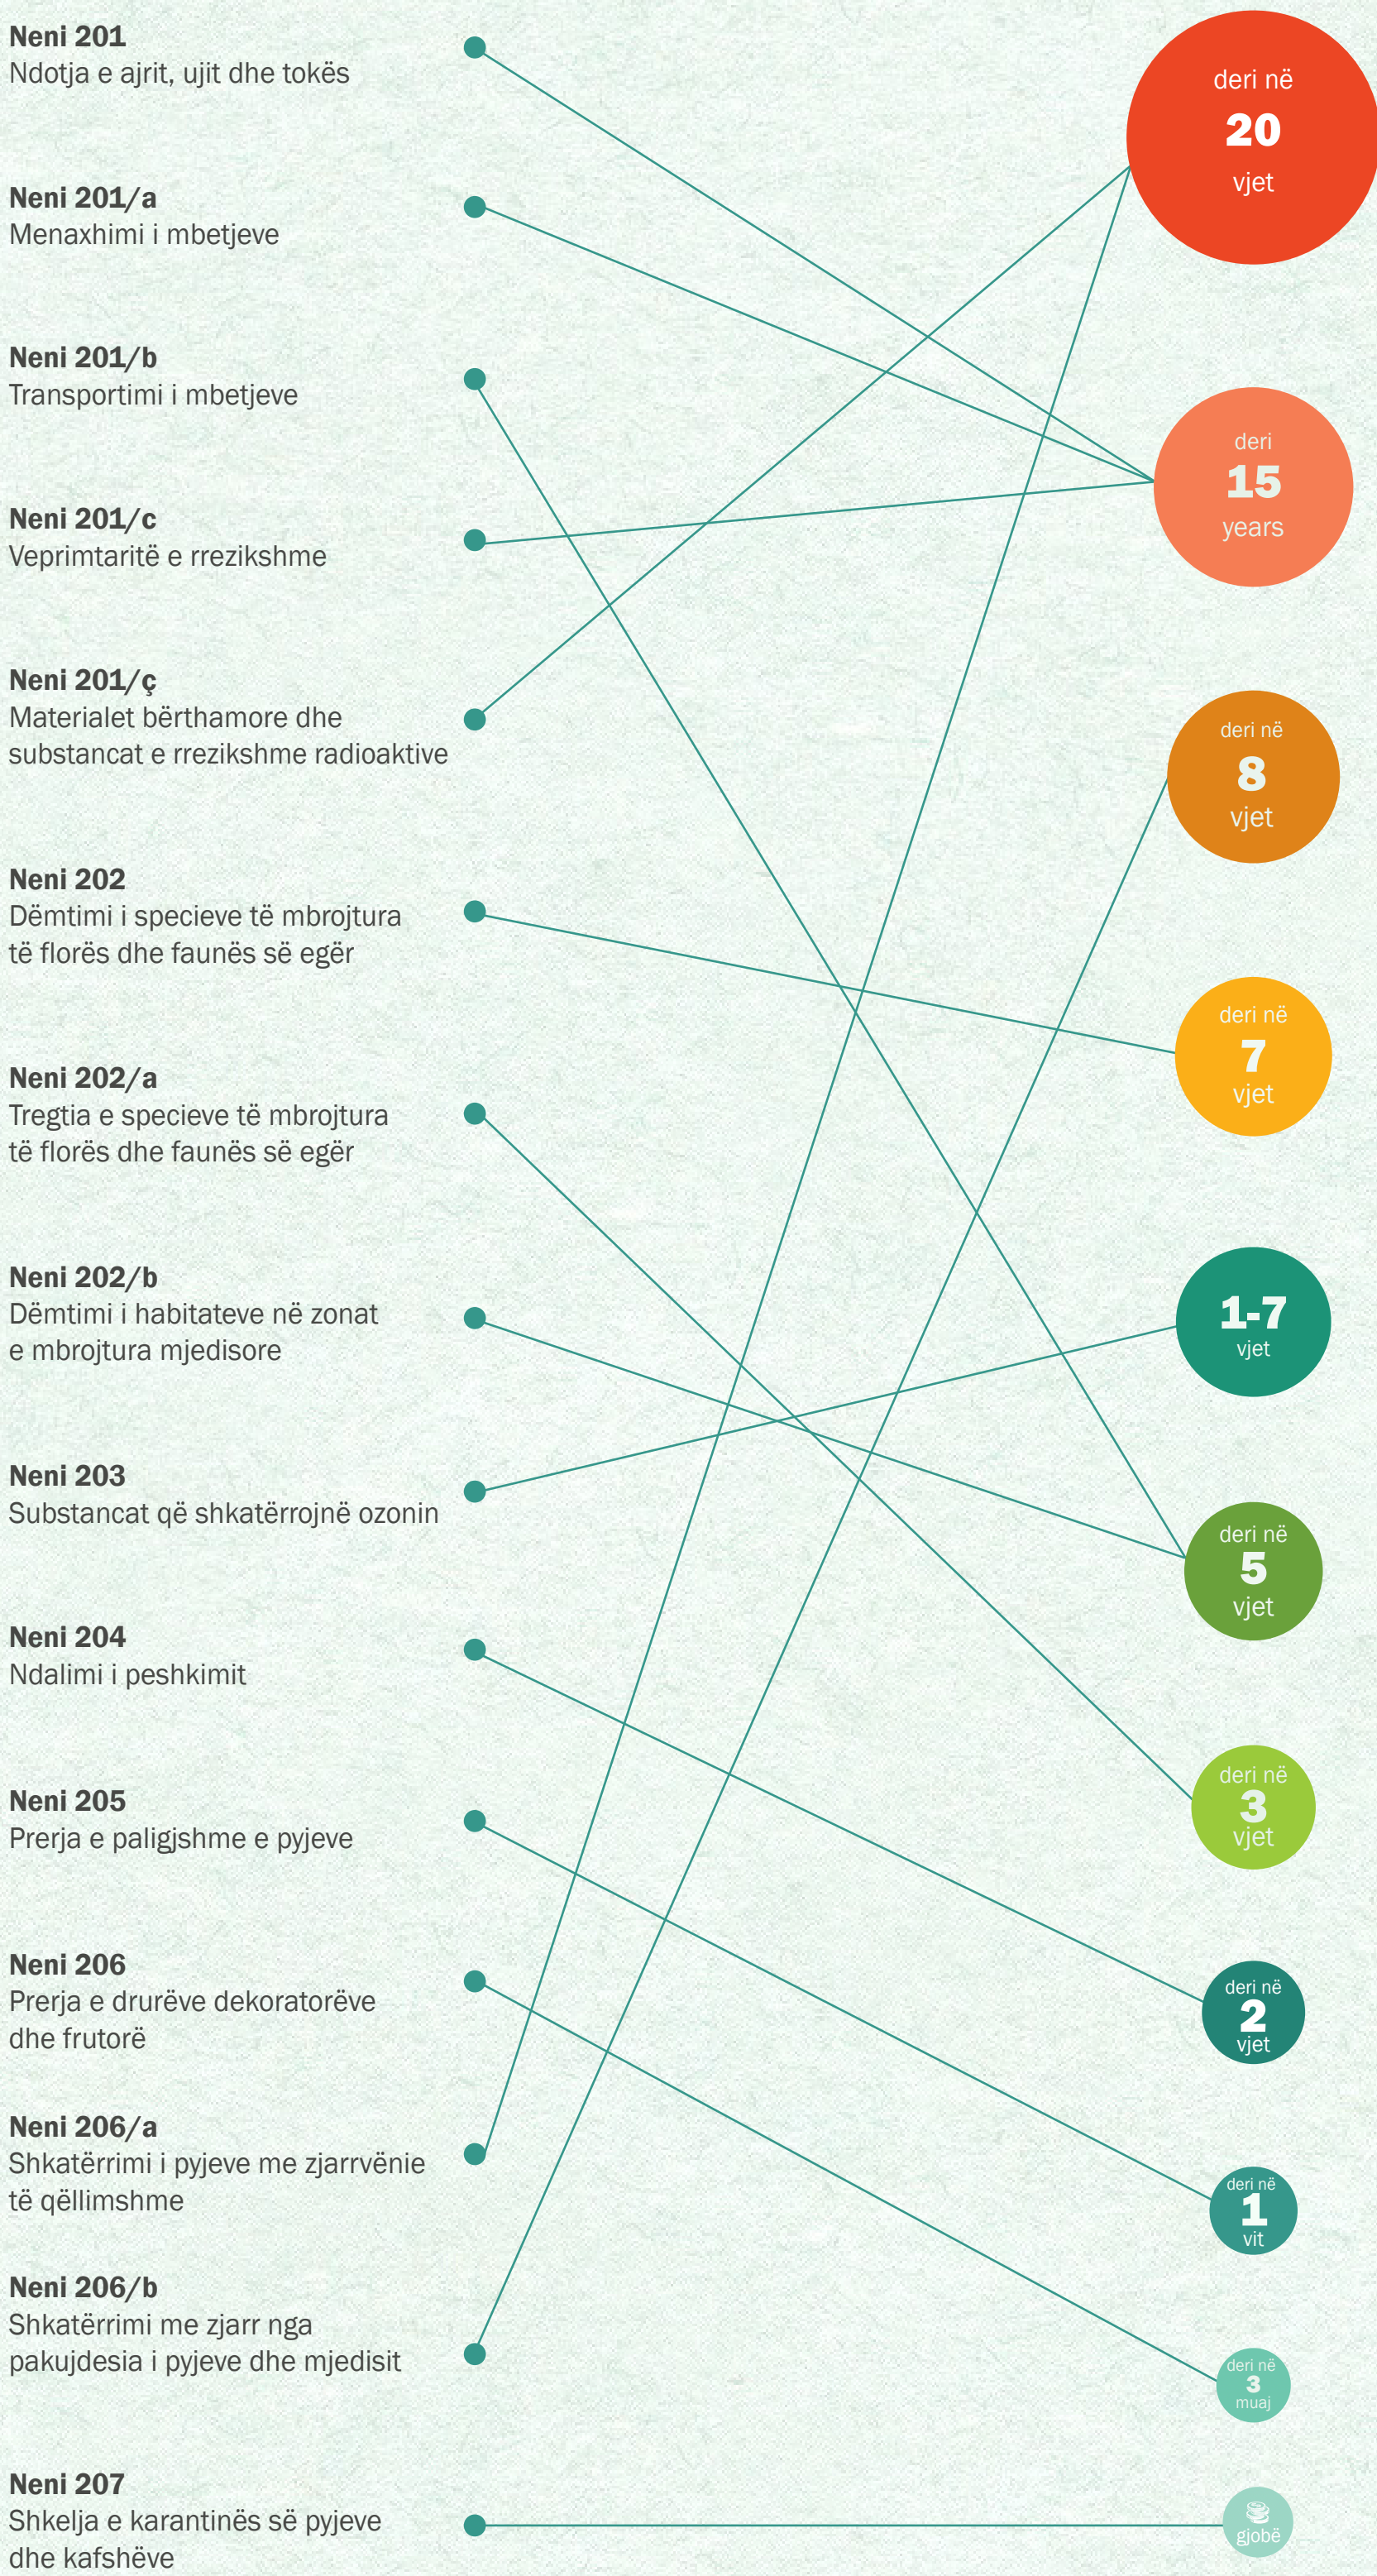 Neni 201
Ndotja e ajrit, ujit dhe tokës
Neni 201/a
Menaxhimi i mbetjeve
Neni 201/b
Transportimi i mbetjeve
Neni 201/c
Veprimtaritë e rrezikshme
Neni 201/ç
Materialet bërthamore dhe
substancat e rrezikshme radioaktive
Neni 202
Dëmtimi i specieve të mbrojtura
të florës dhe faunës së egër
Neni 202/a
Tregtia e specieve të mbrojtura
të florës dhe faunës së egër
Neni 202/b
Dëmtimi i habitateve në zonat
e mbrojtura mjedisore
Neni 203
Substancat që shkatërrojnë ozonin
Neni 204
Ndalimi i peshkimit
Neni 205
Prerja e paligjshme e pyjeve
Neni 206
Prerja e drurëve dekoratorëve
dhe frutorë
Neni 206/a
Shkatërrimi i pyjeve me zjarrvënie
të qëllimshme
Neni 206/b
Shkatërrimi me zjarr nga
pakujdesia i pyjeve dhe mjedisit
Neni 207
Shkelja e karantinës së pyjeve
dhe kafshëve
deri në
20
vjet
deri
15
years
deri në
8
vjet
deri në
7
vjet
1-7
vjet
deri në
5
vjet
deri në
3
vjet
deri në
2
vjet
deri në
1
vit
deri në
3
muaj
gjobë